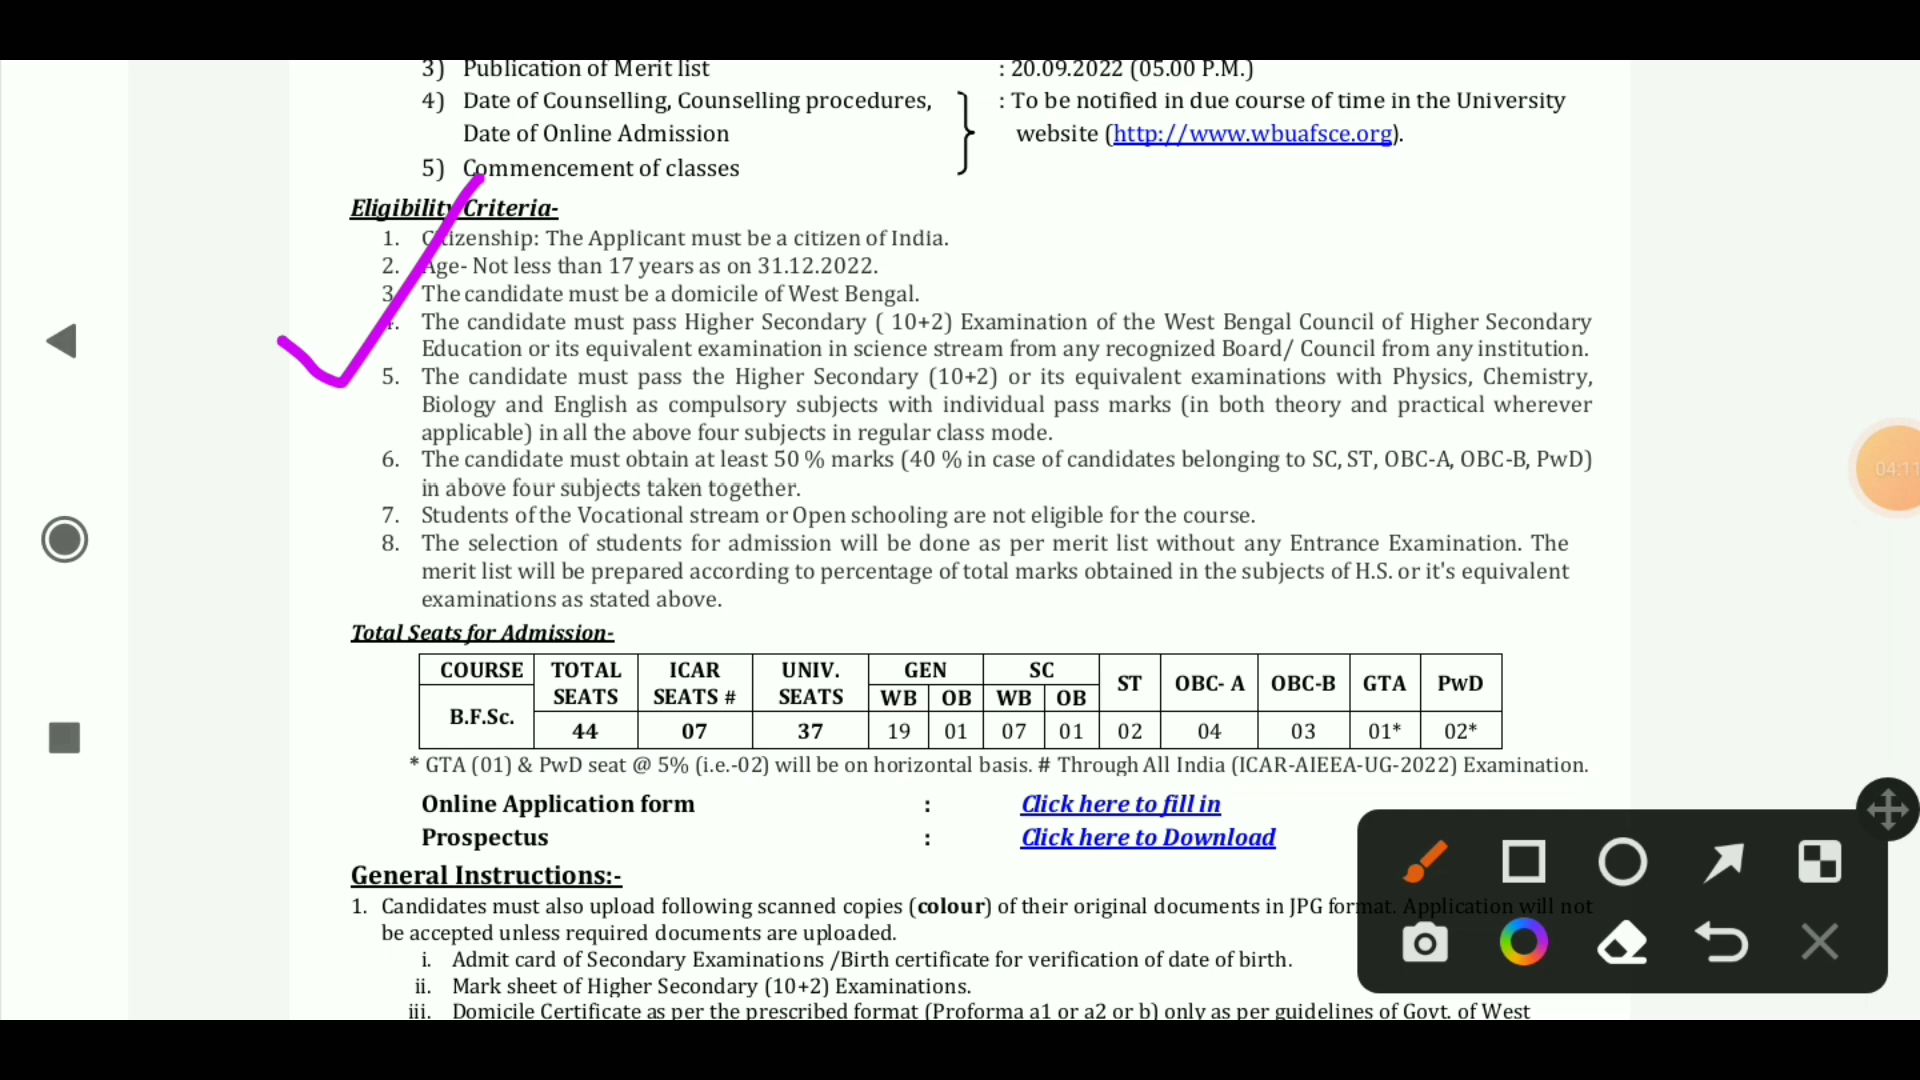 3) Publication of Merit list : 20.09.2022 (05.00 P.M.)
4) Date of Counselling, Counselling procedures, : To be notified in due course of time in the University
Date of Online Admission website (http://www.wbuafsce.org).
5) Commencement of classes
Eligibility Criteria-
1. Citizenship: The Applicant must be a citizen of India.
2. Age- Not less than 17 years as on 31.12.2022.
3. The candidate must be a domicile of West Bengal.
4. The candidate must pass Higher Secondary ( 10+2) Examination of the West Bengal Council of Higher Secondary
Education or its equivalent examination in science stream from any recognized Board/ Council from any institution.
5. The candidate must pass the Higher Secondary (10+2) or its equivalent examinations with Physics, Chemistry,
Biology and English as compulsory subjects with individual pass marks (in both theory and practical wherever
applicable) in all the above four subjects in regular class mode.
6. The candidate must obtain at least 50 % marks (40 % in case of candidates belonging to SC, ST, OBC-A, OBC-B, PwD)
in above four subjects taken together.
7. Students of the Vocational stream or Open schooling are not eligible for the course.
8. The selection of students for admission will be done as per merit list without any Entrance Examination. The
merit list will be prepared according to percentage of total marks obtained in the subjects of H.S. or it's equivalent
examinations as stated above.
Total Seats for Admission-
COURSE TOTAL SEATS ICAR SEATS # UNIV. SEATS GEN SC ST OBC- A OBC-B GTA PwD
WB OB WB OB
B.F.Sc. 44 07 37 19 01 07 01 02 04 03 01* 02*
* GTA (01) & PwD seat @ 5% (i.e.-02) will be on horizontal basis. # Through All India (ICAR-AIEEA-UG-2022) Examination.
Online Application form : Click here to fill in
Prospectus : Click here to Download
General Instructions:-
1. Candidates must also upload following scanned copies (colour) of their original documents in JPG format. Application will not
be accepted unless required documents are uploaded.
i. Admit card of Secondary Examinations /Birth certificate for verification of date of birth.
ii. Mark sheet of Higher Secondary (10+2) Examinations.
iii. Domicile Certificate as per the prescribed format (Proforma a1 or a2 or b) only as per guidelines of Govt. of West
04:11